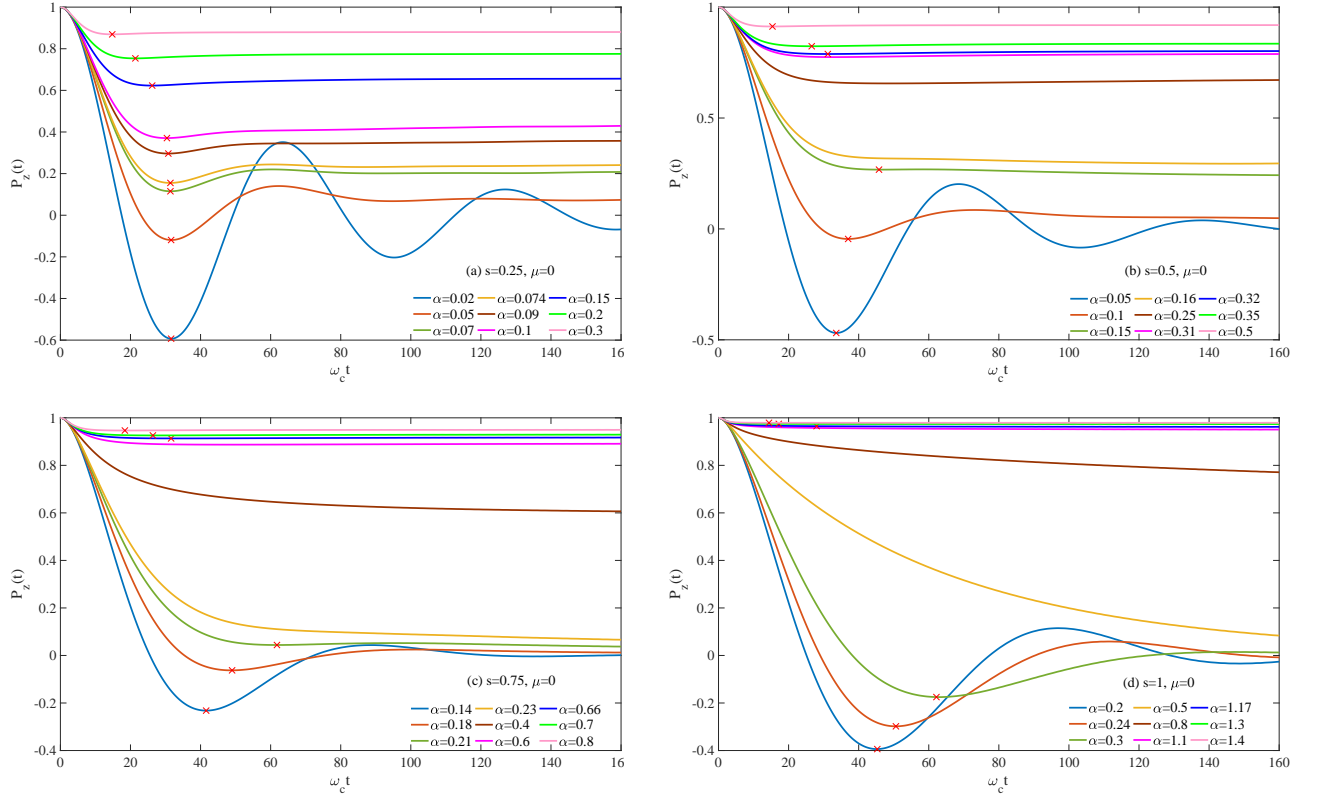 1
0.8
0.6
0.4
0.2
0
-0.2
-0.4
-0.6
P_z(t)
(a) s=0.25, μ=0
α=0.02 α=0.074 α=0.15
α=0.05 α=0.09 α=0.2
α=0.07 α=0.1 α=0.3
0 20 40 60 80 100 120 140 16
ω_c t
1
0.5
0
-0.5
P_z(t)
(b) s=0.5, μ=0
α=0.05 α=0.16 α=0.32
α=0.1 α=0.25 α=0.35
α=0.15 α=0.31 α=0.5
0 20 40 60 80 100 120 140 160
ω_c t
1
0.8
0.6
0.4
0.2
0
-0.2
-0.4
P_z(t)
(c) s=0.75, μ=0
α=0.14 α=0.23 α=0.66
α=0.18 α=0.4 α=0.7
α=0.21 α=0.6 α=0.8
0 20 40 60 80 100 120 140 16
ω_c t
1
0.8
0.6
0.4
0.2
0
-0.2
-0.4
P_z(t)
(d) s=1, μ=0
α=0.2 α=0.5 α=1.17
α=0.24 α=0.8 α=1.3
α=0.3 α=1.1 α=1.4
0 20 40 60 80 100 120 140 160
ω_c t